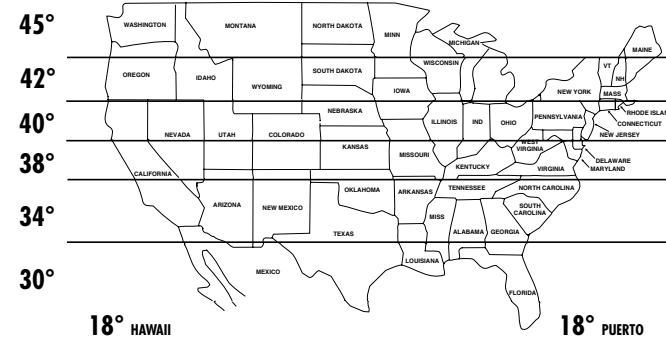 45°
WASHINGTON
MONTANA
NORTH DAKOTA
MINN
MICHIGAN
MAINE
42°
OREGON
IDAHO
WYOMING
SOUTH DAKOTA
WISCONSIN
IOWA
NEW YORK
VT
NH
MASS
40°
NEVADA
UTAH
COLORADO
NEBRASKA
KANSAS
ILLINOIS
IND
OHIO
PENNSYLVANIA
RHODE ISLAN
CONNECTICUT
NEW JERSEY
38°
CALIFORNIA
MISSOURI
KENTUCKY
WEST
VIRGINIA
VIRGINIA
DELAWARE
MARYLAND
34°
ARIZONA
NEW MEXICO
OKLAHOMA
TEXAS
ARKANSAS
TENNESSEE
NORTH CAROLINA
SOUTH
CAROLINA
MISS
ALABAMA
GEORGIA
30°
MEXICO
LOUISIANA
FLORIDA
18° HAWAII
18° PUERTO